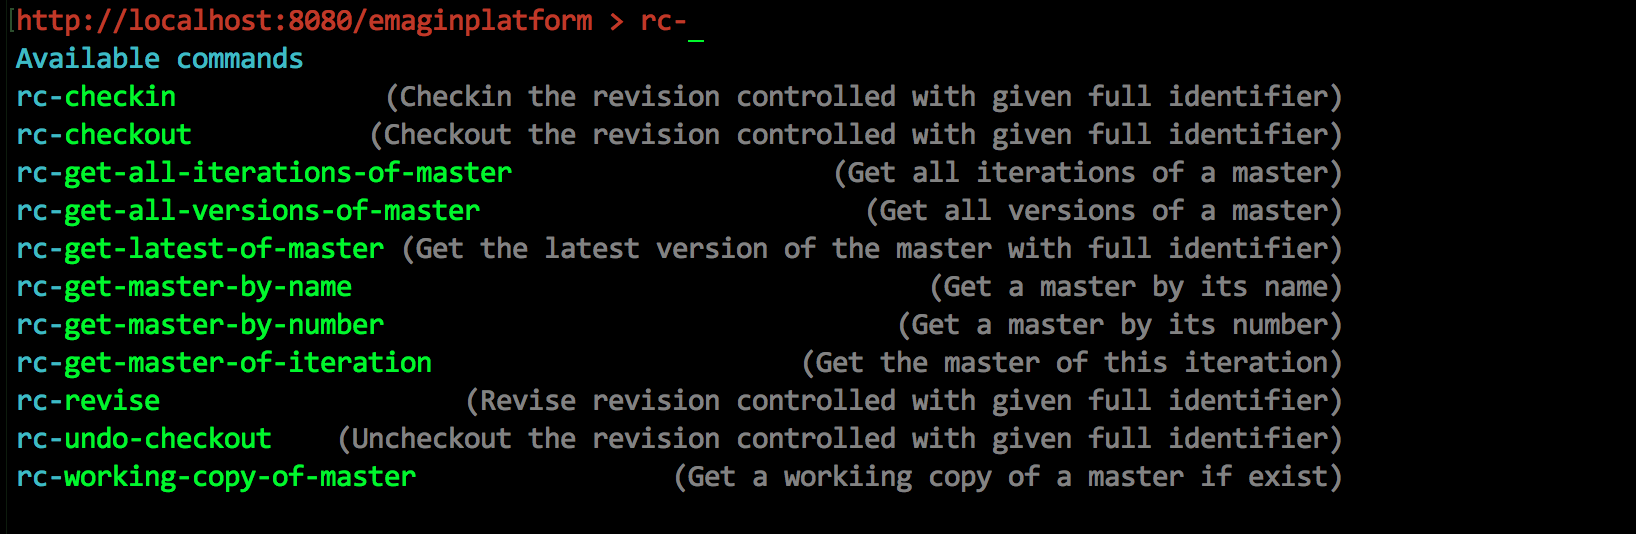 http://localhost:8080/emaginplatform > rc-_
Available commands
rc-checkin (Checkin the revision controlled with given full identifier)
rc-checkout (Checkout the revision controlled with given full identifier)
rc-get-all-iterations-of-master (Get all iterations of a master)
rc-get-all-versions-of-master (Get all versions of a master)
rc-get-latest-of-master (Get the latest version of the master with full identifier)
rc-get-master-by-name (Get a master by its name)
rc-get-master-by-number (Get a master by its number)
rc-get-master-of-iteration (Get the master of this iteration)
rc-revise (Revise revision controlled with given full identifier)
rc-undo-checkout (Uncheckout the revision controlled with given full identifier)
rc-working-copy-of-master (Get a workiing copy of a master if exist)